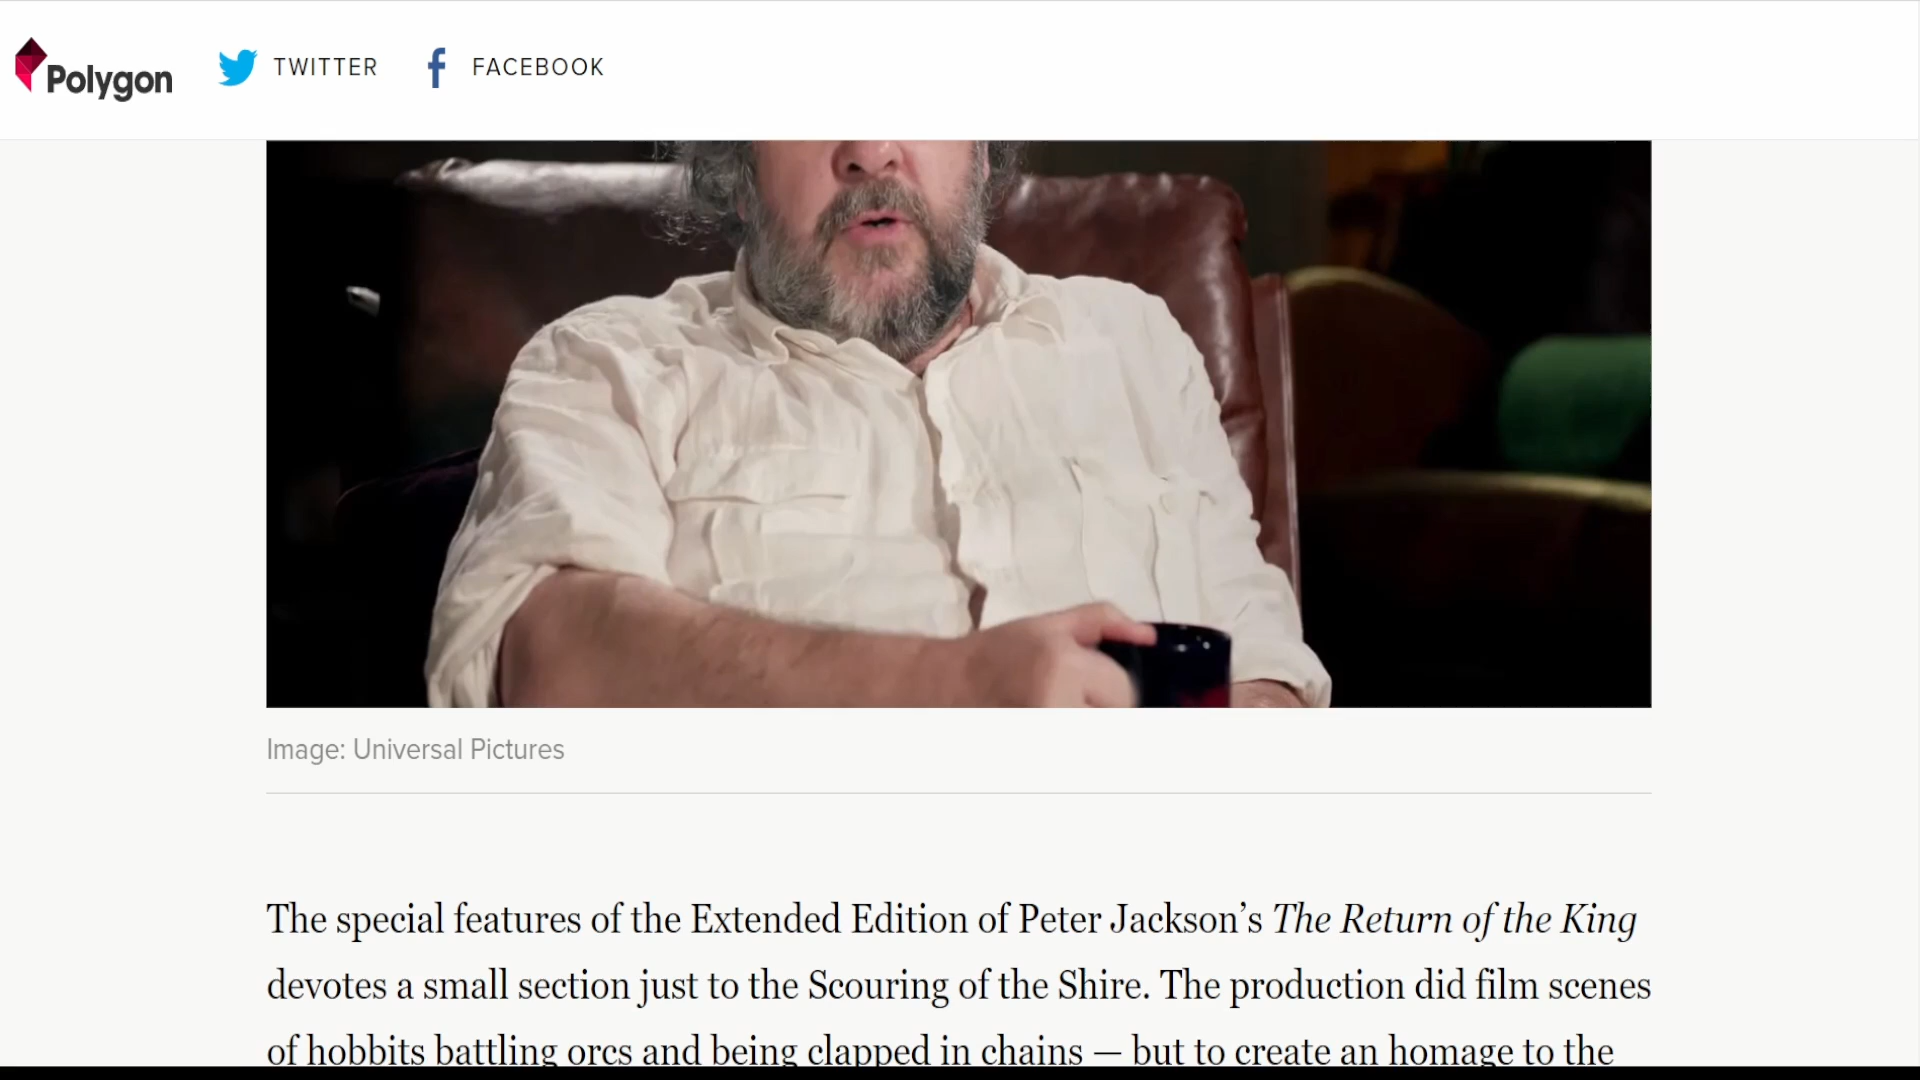 Polygon
TWITTER
FACEBOOK
Image: Universal Pictures
The special features of the Extended Edition of Peter Jackson’s The Return of the King
devotes a small section just to the Scouring of the Shire. The production did film scenes
of hobbits battling orcs and being clapped in chains — but to create an homage to the